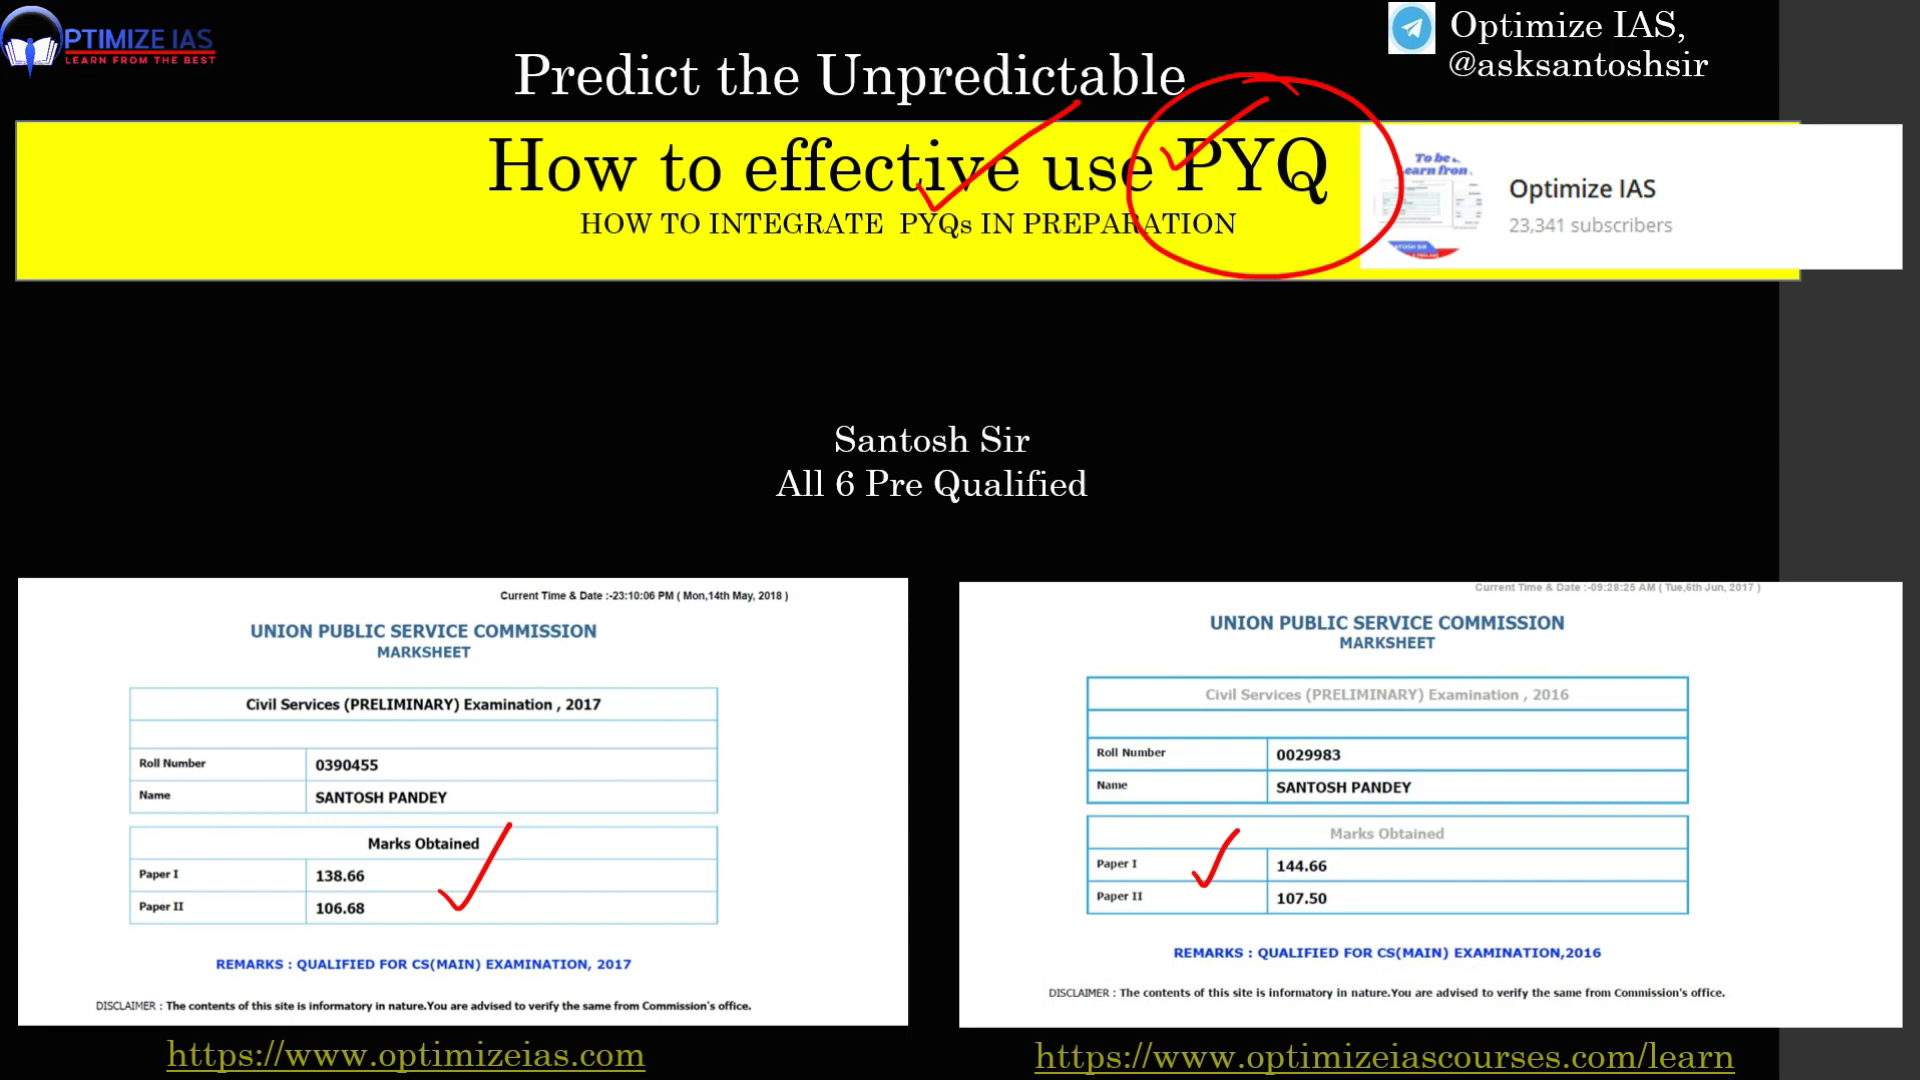 PTIMIZE IAS
LEARN FROM THE BEST
Optimize IAS,
@asksantoshsir
Predict the Unpredictable
How to effective use PYQ
HOW TO INTEGRATE PYQs IN PREPARATION
To be
Optimize IAS
23,341 subscribers
Santosh Sir
All 6 Pre Qualified
Current Time & Date :-23:10:06 PM ( Mon,14th May, 2018 )
UNION PUBLIC SERVICE COMMISSION
MARKSHEET
Civil Services (PRELIMINARY) Examination , 2017
Roll Number 0390455
Name SANTOSH PANDEY
Marks Obtained
Paper I 138.66
Paper II 106.68
REMARKS : QUALIFIED FOR CS(MAIN) EXAMINATION, 2017
DISCLAIMER : The contents of this site is informatory in nature.You are advised to verify the same from Commission's office.
https://www.optimizeias.com
Current Time & Date :-09:28:25 AM ( Tue,6th Jun, 2017 )
UNION PUBLIC SERVICE COMMISSION
MARKSHEET
Civil Services (PRELIMINARY) Examination , 2016
Roll Number 0029983
Name SANTOSH PANDEY
Marks Obtained
Paper I 144.66
Paper II 107.50
REMARKS : QUALIFIED FOR CS(MAIN) EXAMINATION,2016
DISCLAIMER : The contents of this site is informatory in nature.You are advised to verify the same from Commission's office.
https://www.optimizeiascourses.com/learn